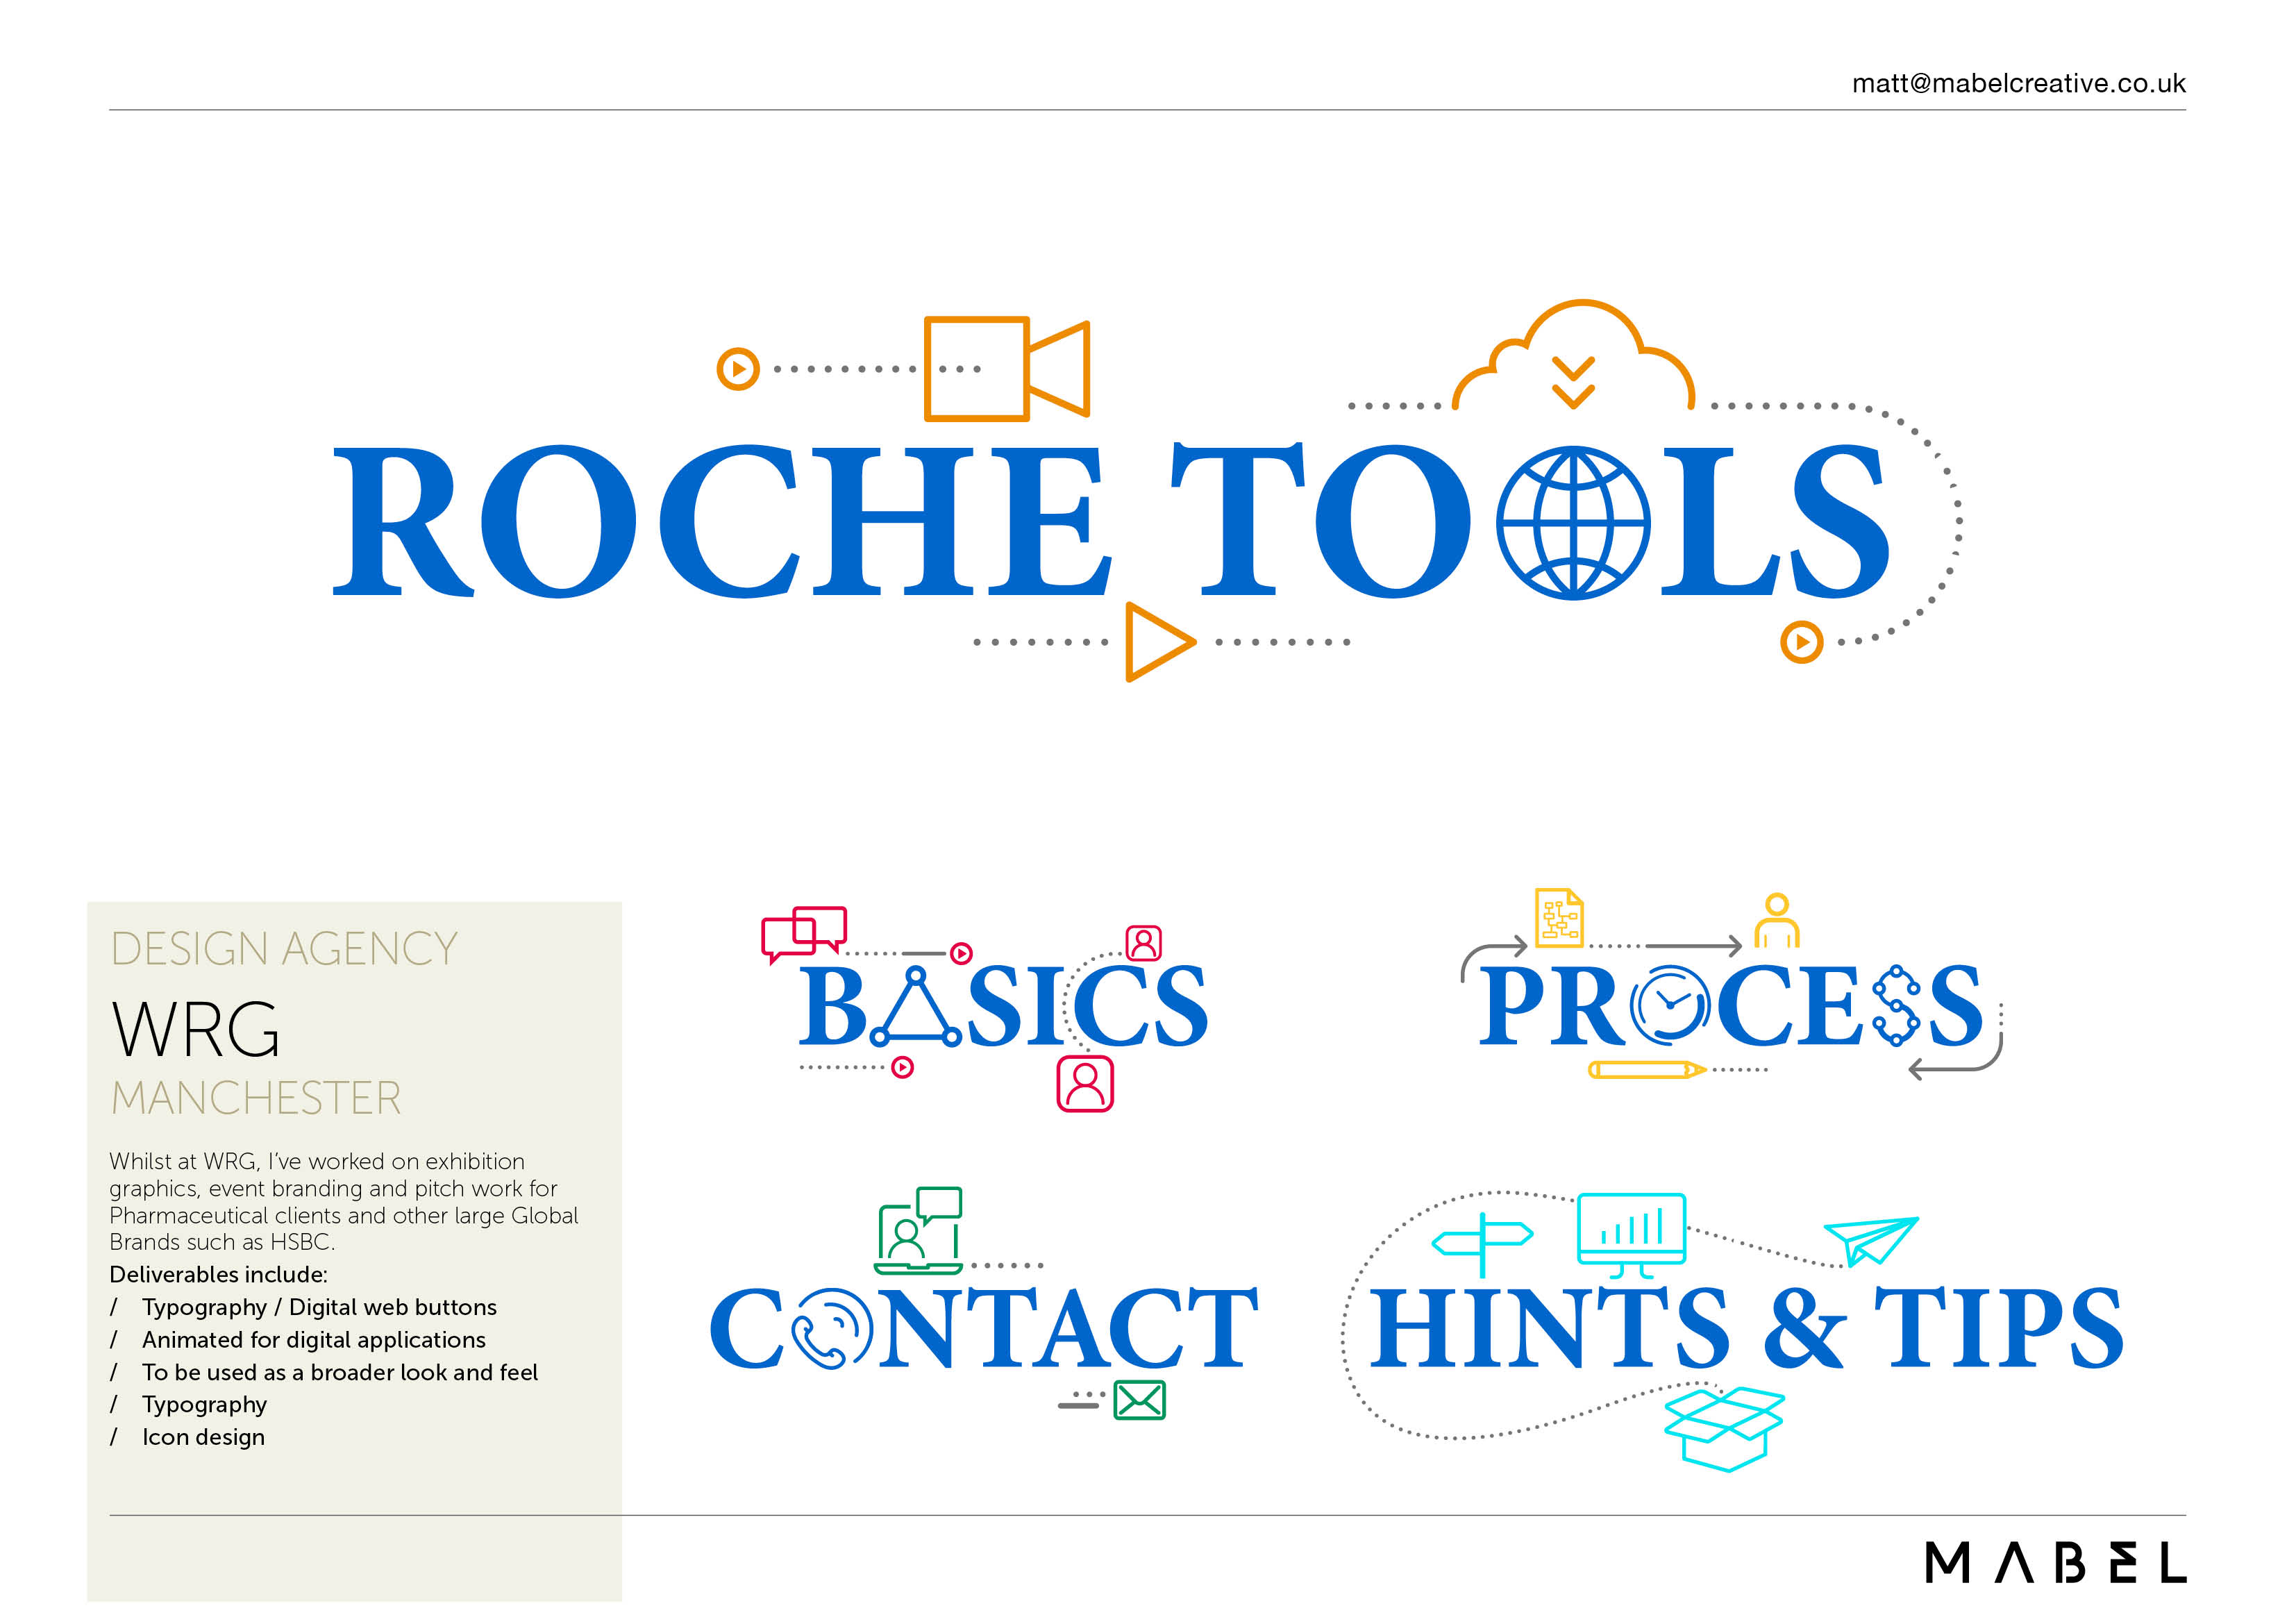 matt@mabelcreative.co.uk
ROCHE TOOLS
DESIGN AGENCY
WRG
MANCHESTER
Whilst at WRG, I've worked on exhibition
graphics, event branding and pitch work for
Pharmaceutical clients and other large Global
Brands such as HSBC.
Deliverables include:
/ Typography / Digital web buttons
/ Animated for digital applications
/ To be used as a broader look and feel
/ Typography
/ Icon design
BASICS
PROCESS
CONTACT
HINTS & TIPS
MABEL